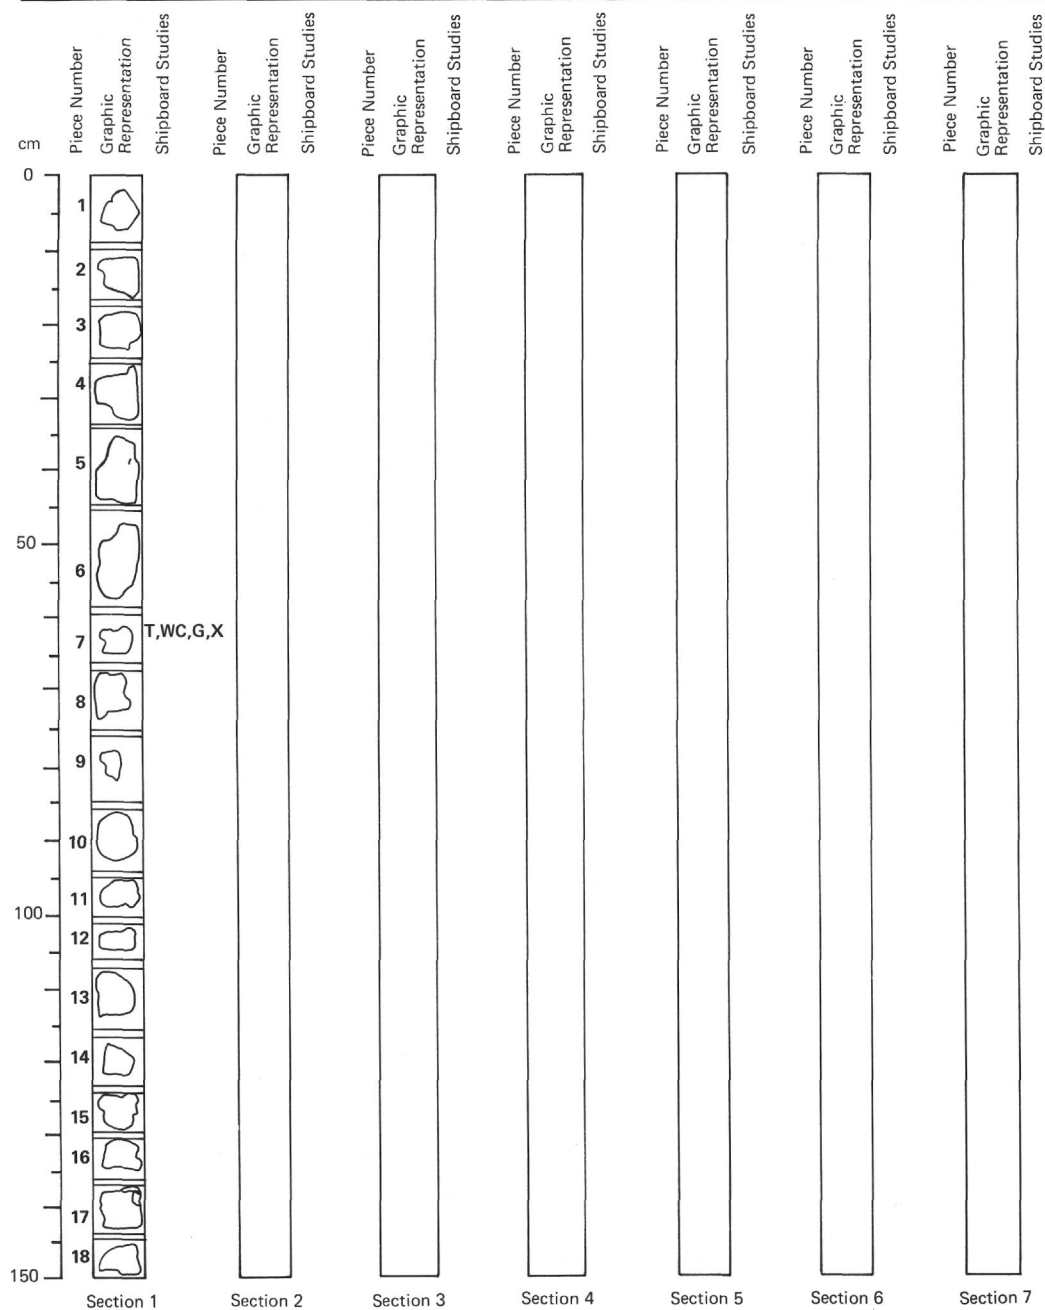 cm
Piece Number
Graphic
Representation
Shipboard Studies
Piece Number
Graphic
Representation
Shipboard Studies
Piece Number
Graphic
Representation
Shipboard Studies
Piece Number
Graphic
Representation
Shipboard Studies
Piece Number
Graphic
Representation
Shipboard Studies
Piece Number
Graphic
Representation
Shipboard Studies
Piece Number
Graphic
Representation
Shipboard Studies
0
1
2
3
4
5
50
6
7 T,WC,G,X
8
9
10
11
100
12
13
14
15
16
17
18
150
Section 1 Section 2 Section 3 Section 4 Section 5 Section 6 Section 7